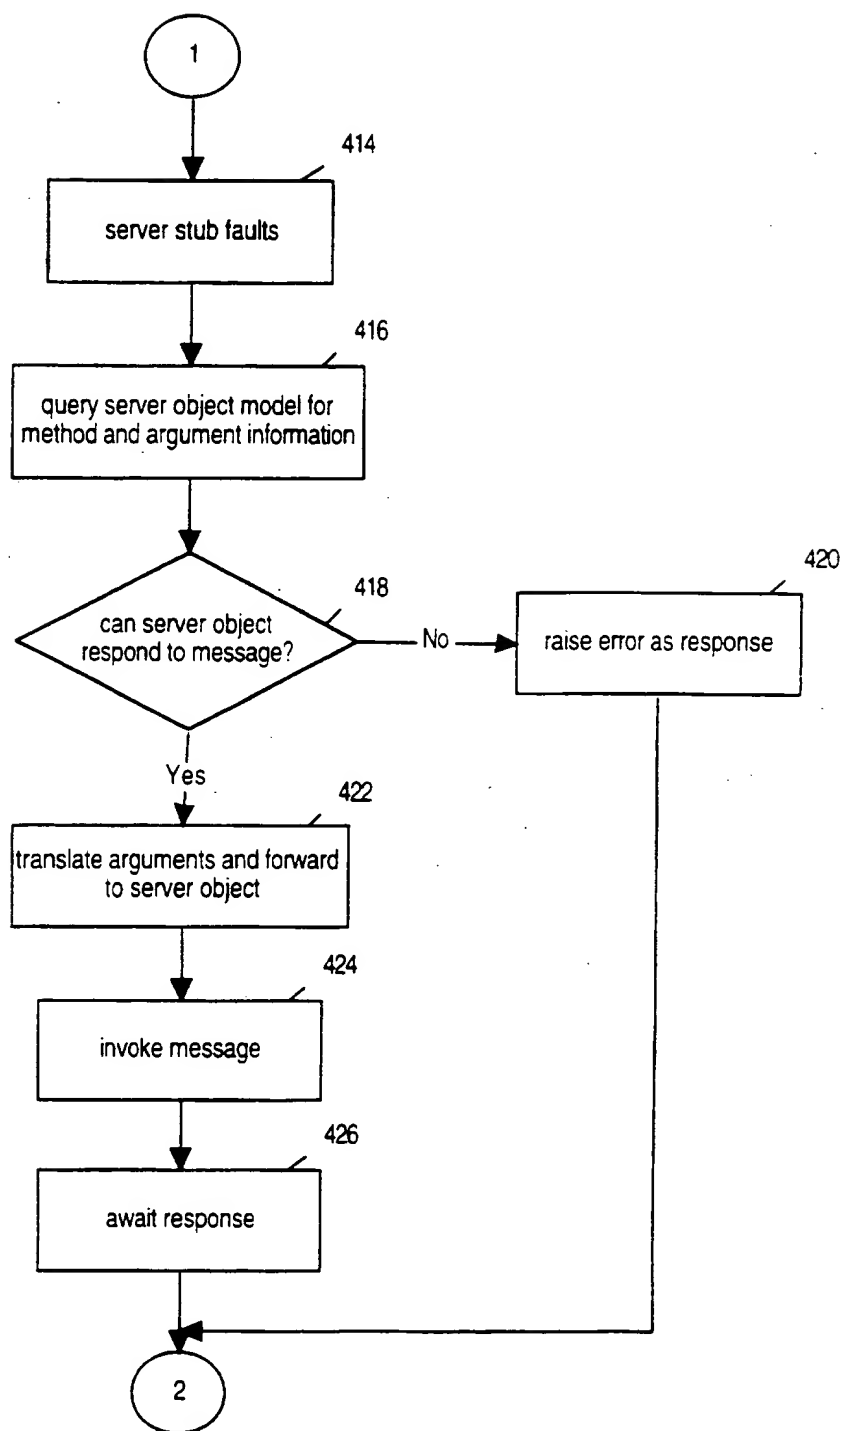 1
414
server stub faults
416
query server object model for
method and argument information
418
can server object
respond to message?
No
420
raise error as response
Yes
422
translate arguments and forward
to server object
424
invoke message
426
await response
2